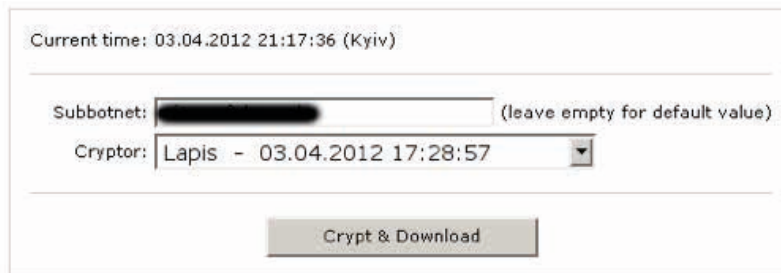 Current time: 03.04.2012 21:17:36 (Kyiv)
Subbotnet: (leave empty for default value)
Cryptor: Lapis - 03.04.2012 17:28:57
Crypt & Download